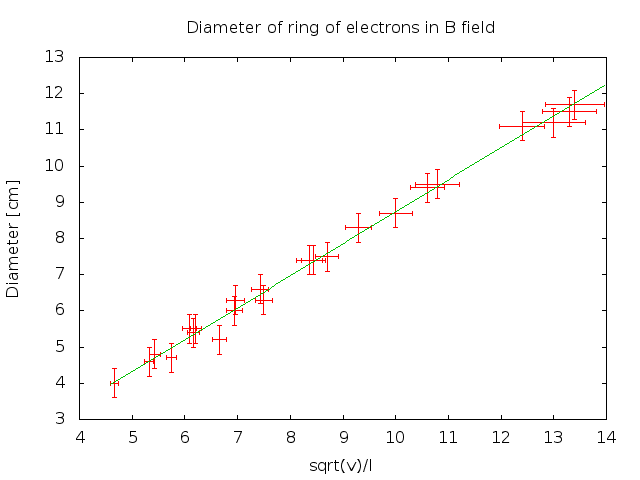 Diameter of ring of electrons in B field
13
12
11
10
9
8
7
6
5
4
3
Diameter [cm]
4 5 6 7 8 9 10 11 12 13 14
sqrt(v)/I